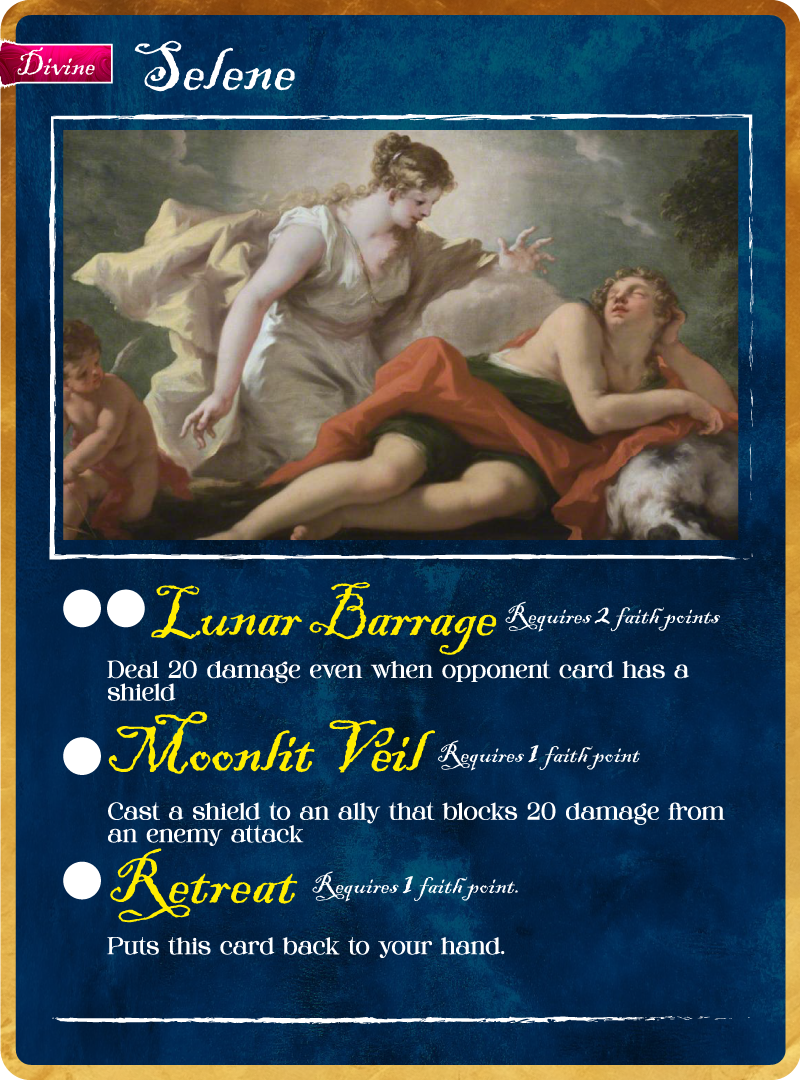 Divine
Selene
Lunar Barrage Requires 2 faith points
Deal 20 damage even when opponent card has a
shield
Moonlit Veil Requires 1 faith point
Cast a shield to an ally that blocks 20 damage from
an enemy attack
Retreat Requires 1 faith point.
Puts this card back to your hand.